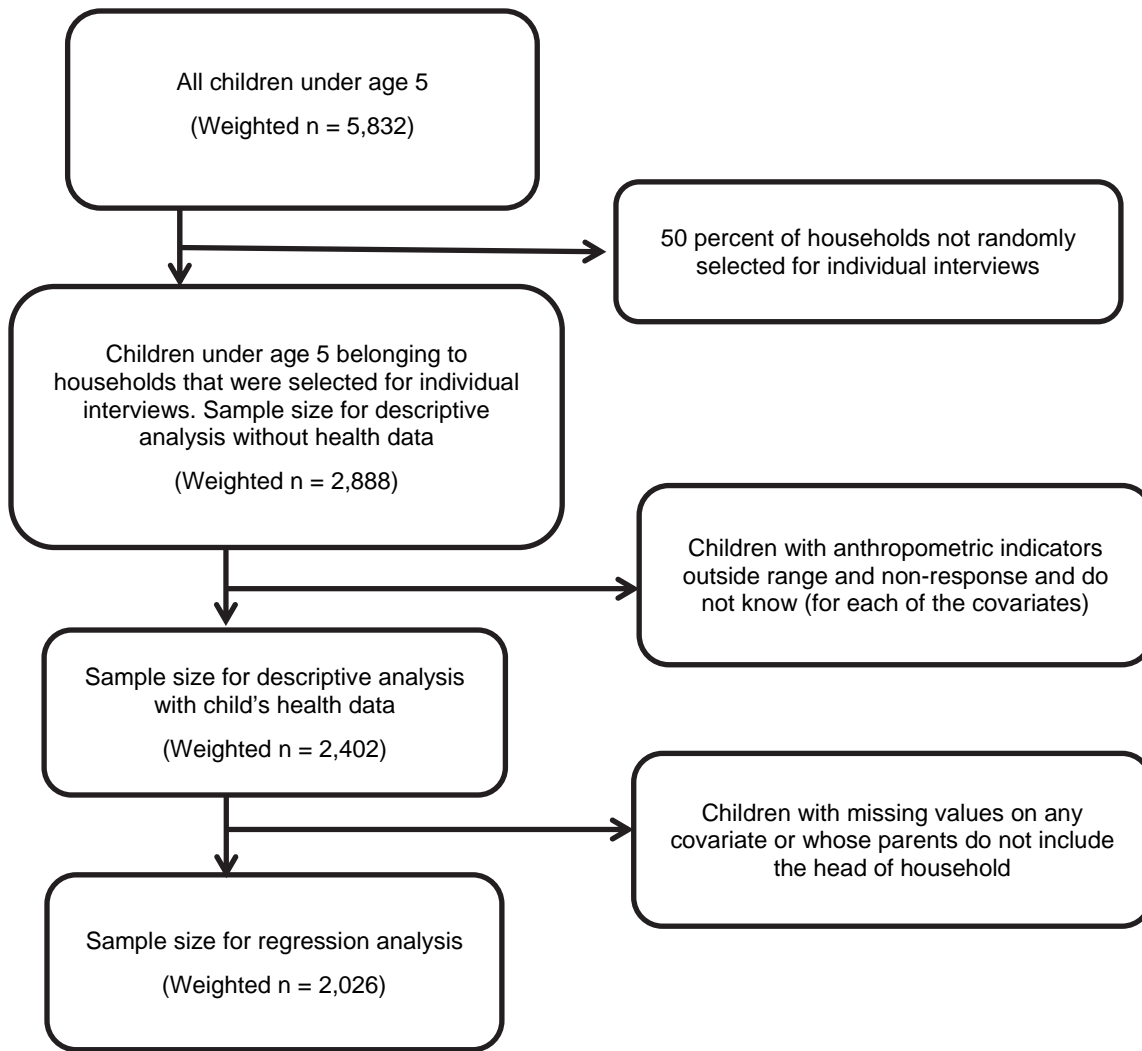 All children under age 5
(Weighted n = 5,832)
50 percent of households not randomly
selected for individual interviews
Children under age 5 belonging to
households that were selected for individual
interviews. Sample size for descriptive
analysis without health data
(Weighted n = 2,888)
Children with anthropometric indicators
outside range and non-response and do
not know (for each of the covariates)
Sample size for descriptive analysis
with child’s health data
(Weighted n = 2,402)
Children with missing values on any
covariate or whose parents do not include
the head of household
Sample size for regression analysis
(Weighted n = 2,026)